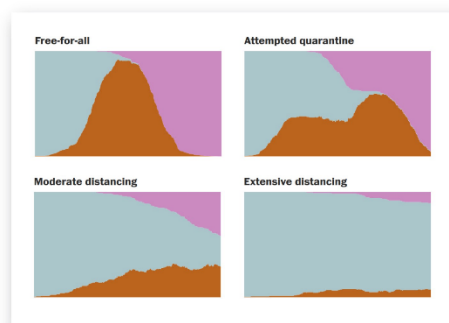 Free-for-all
Attempted quarantine
Moderate distancing
Extensive distancing